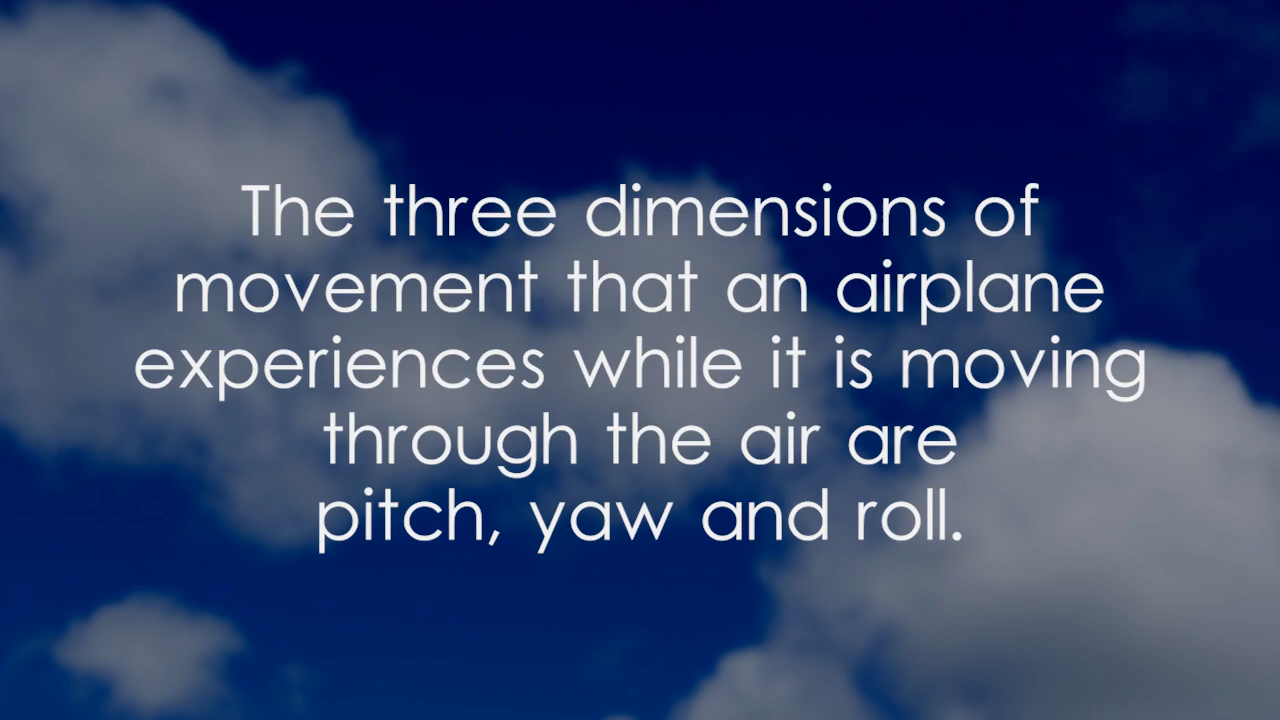 The three dimensions of
movement that an airplane
experiences while it is moving
through the air are
pitch, yaw and roll.